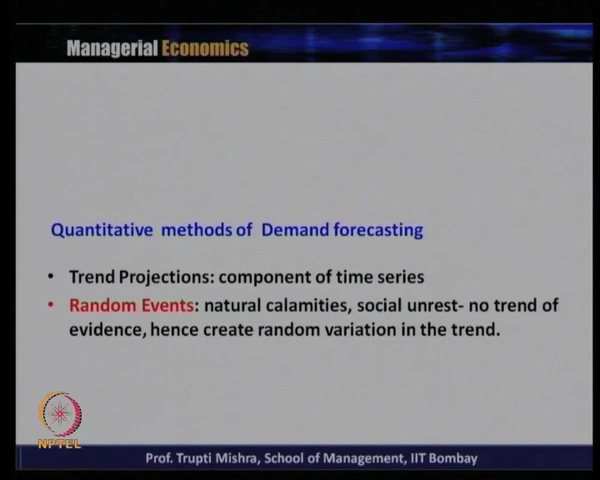 Managerial Economics
Quantitative methods of Demand forecasting
• Trend Projections: component of time series
• Random Events: natural calamities, social unrest- no trend of
evidence, hence create random variation in the trend.
NPTEL
Prof. Trupti Mishra, School of Management, IIT Bombay